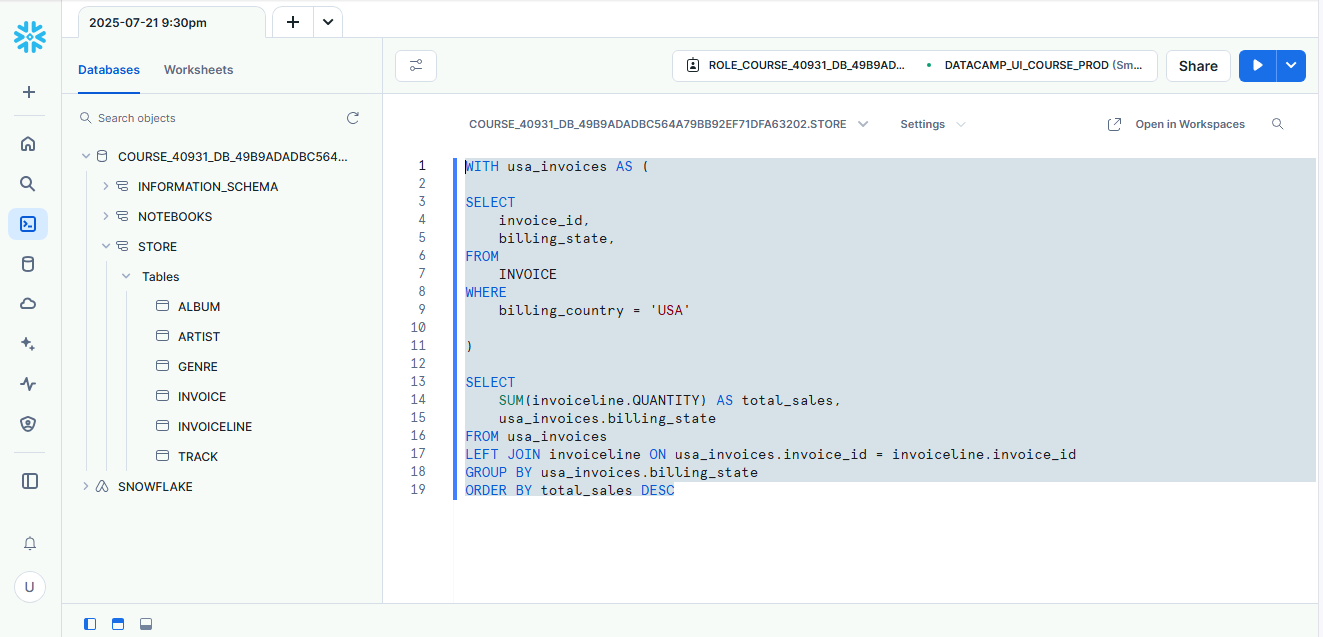 2025-07-21 9:30pm
Databases
Worksheets
ROLE_COURSE_40931_DB_49B9AD...
DATACAMP_UI_COURSE_PROD (Sm...
Share
Search objects
COURSE_40931_DB_49B9ADADBC564A79BB92EF71DFA63202.STORE
Settings
Open in Workspaces
COURSE_40931_DB_49B9ADADBC564...
INFORMATION_SCHEMA
NOTEBOOKS
STORE
Tables
ALBUM
ARTIST
GENRE
INVOICE
INVOICELINE
TRACK
SNOWFLAKE
U
1 WITH usa_invoices AS (
2
3 SELECT
4 invoice_id,
5 billing_state,
6 FROM
7 INVOICE
8 WHERE
9 billing_country = 'USA'
10
11 )
12
13 SELECT
14 SUM(invoiceline.QUANTITY) AS total_sales,
15 usa_invoices.billing_state
16 FROM usa_invoices
17 LEFT JOIN invoiceline ON usa_invoices.invoice_id = invoiceline.invoice_id
18 GROUP BY usa_invoices.billing_state
19 ORDER BY total_sales DESC